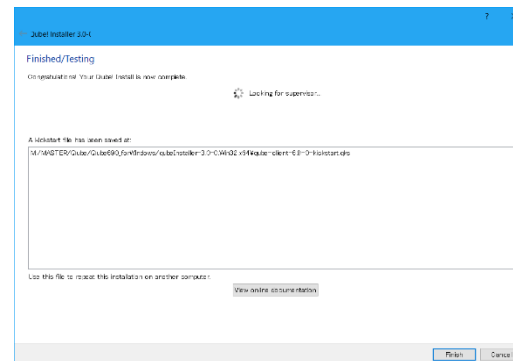 ?
Qube! Installer 3.0-0
Finished/Testing
Congratulations! Your Qube! Install is now complete.
Looking for supervisor...
A kickstart file has been saved at:
M:/MASTER/Qube/Qube690_forWindows/qubeInstaller-3.0-0.Win32.x64¥qube-client-6.9-0-kickstart.qks
Use this file to repeat this installation on another computer.
View online documentation
Finish
Cancel